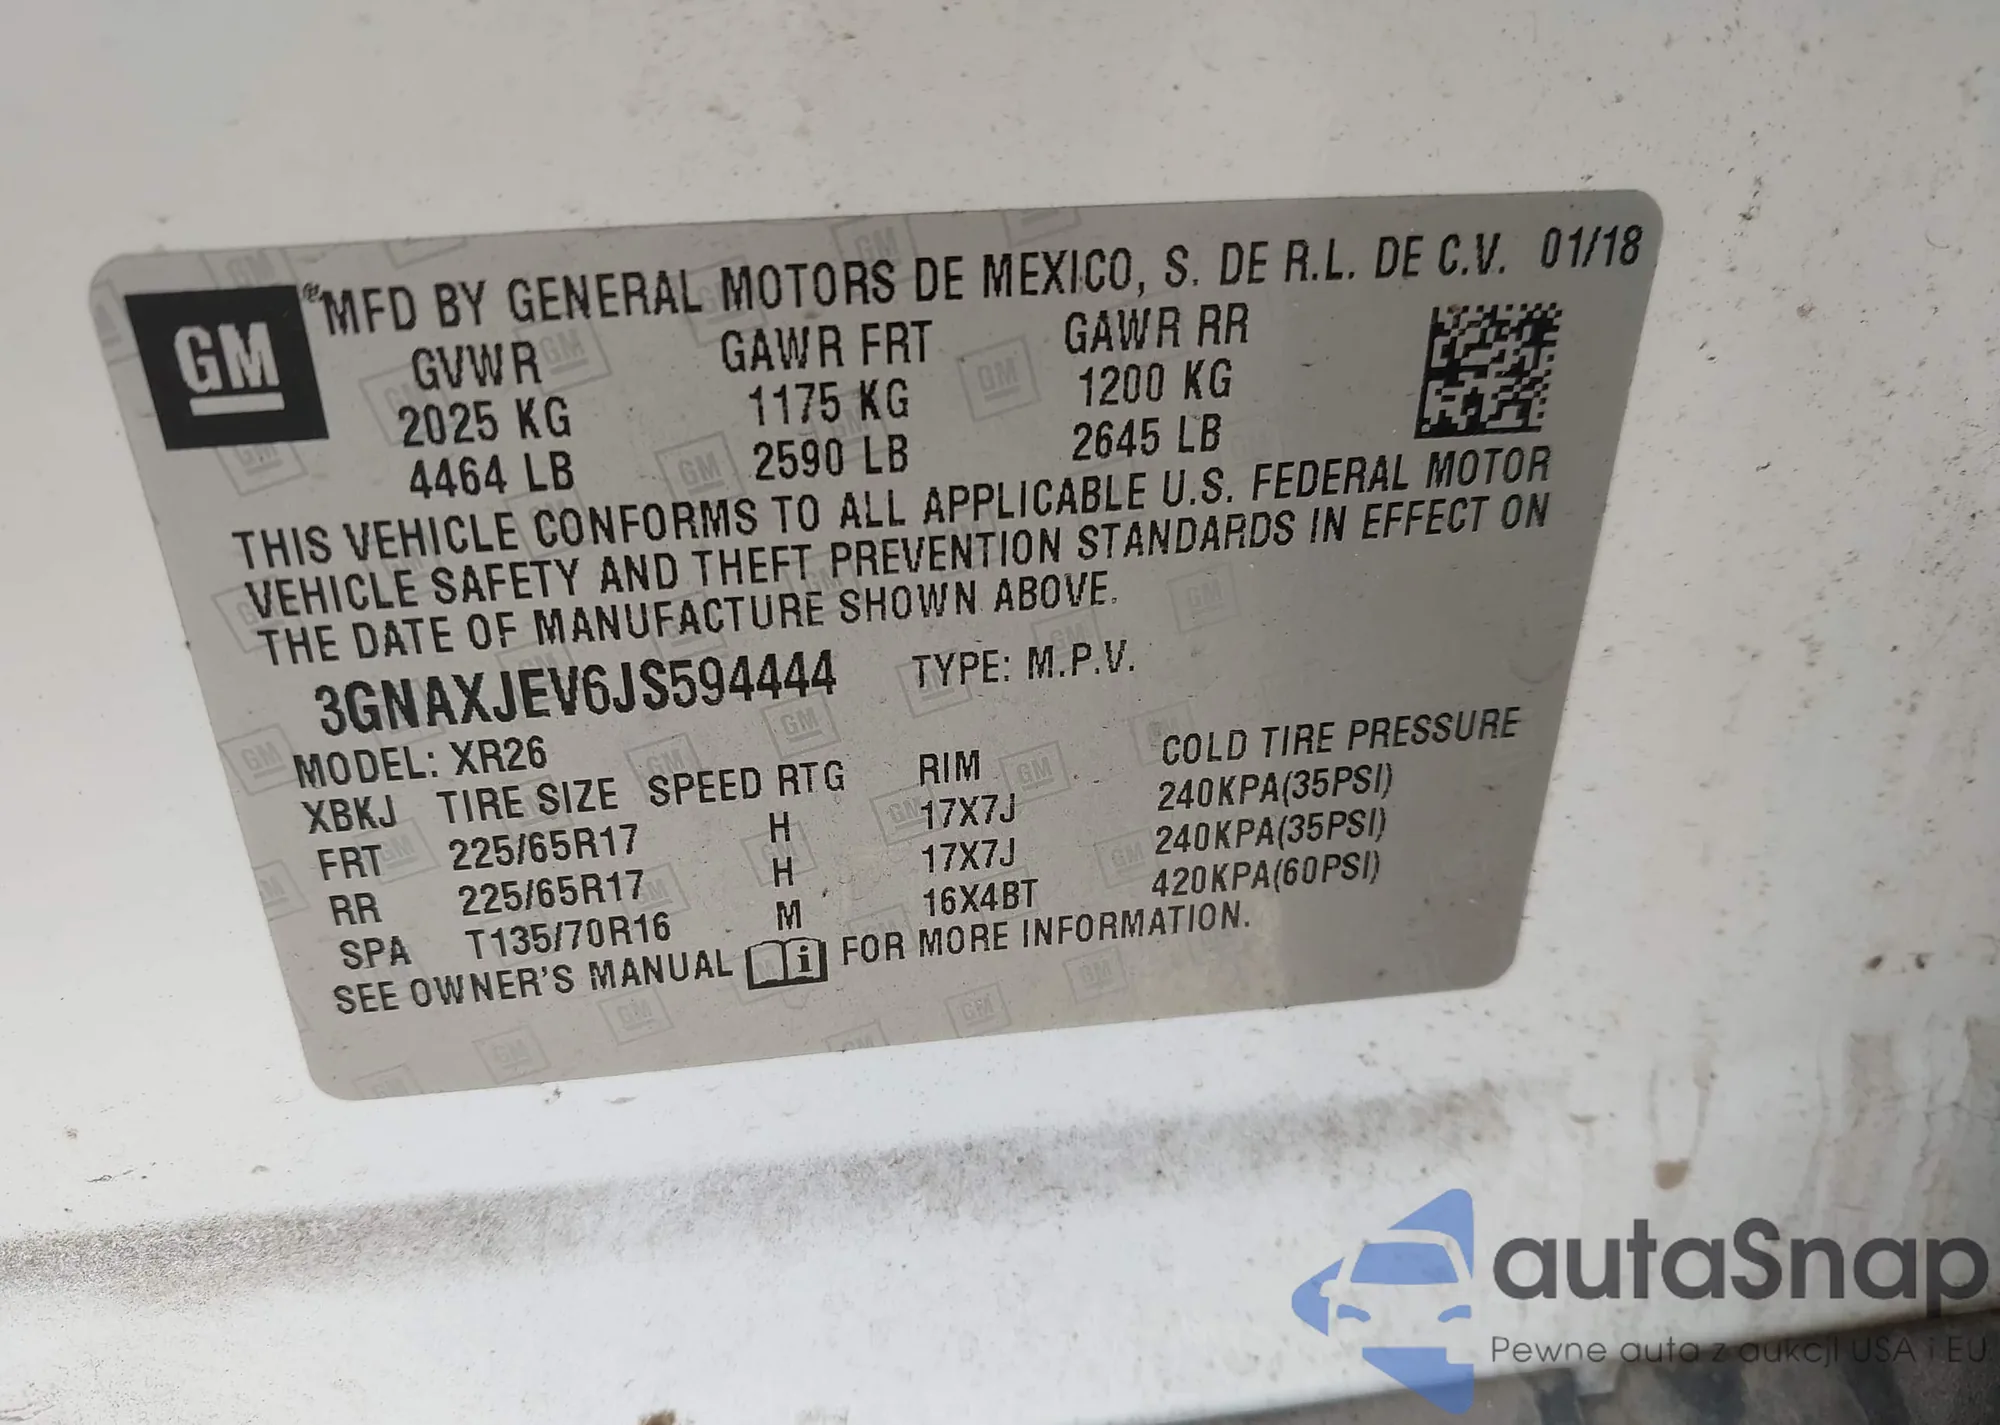 GM
MFD BY GENERAL MOTORS DE MEXICO, S. DE R.L. DE C.V. 01/18
GVWR GAWR FRT GAWR RR
2025 KG 1175 KG 1200 KG
4464 LB 2590 LB 2645 LB
THIS VEHICLE CONFORMS TO ALL APPLICABLE U.S. FEDERAL MOTOR
VEHICLE SAFETY AND THEFT PREVENTION STANDARDS IN EFFECT ON
THE DATE OF MANUFACTURE SHOWN ABOVE.
3GNAXJEV6JS594444 TYPE: M.P.V.
MODEL: XR26
XBKJ TIRE SIZE SPEED RTG RIM COLD TIRE PRESSURE
FRT 225/65R17 H 17X7J 240KPA(35PSI)
RR 225/65R17 H 17X7J 240KPA(35PSI)
SPA T135/70R16 M 16X4BT 420KPA(60PSI)
SEE OWNER'S MANUAL FOR MORE INFORMATION.
autaSnap
Pewne auta z aukcji USA i EU